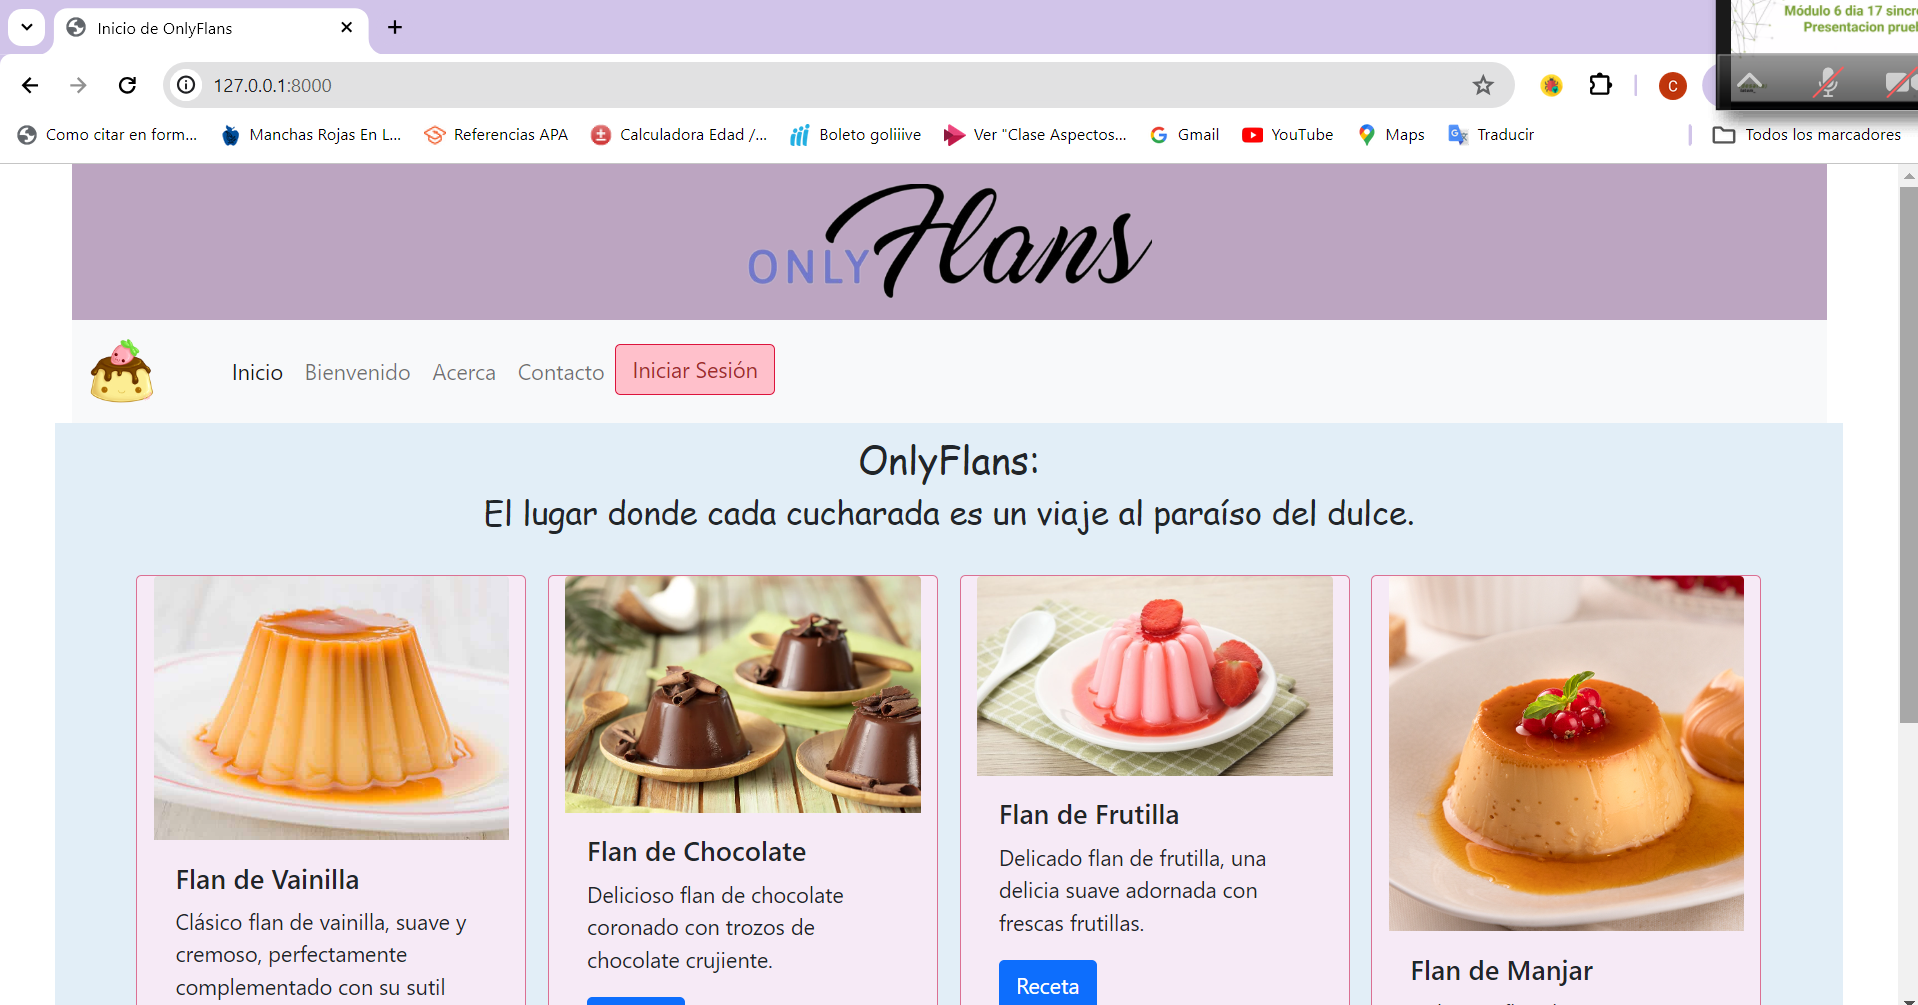 Inicio de OnlyFlans
Módulo 6 dia 17
Presentacion
127.0.0.1:8000
C
Como citar en form...
Manchas Rojas En L...
Referencias APA
Calculadora Edad /...
Boleto goliiive
Ver "Clase Aspectos...
Gmail
YouTube
Maps
Traducir
Todos los marcadores
ONLY Flans
Inicio
Bienvenido
Acerca
Contacto
Iniciar Sesión
OnlyFlans:
El lugar donde cada cucharada es un viaje al paraíso del dulce.
Flan de Vainilla
Clásico flan de vainilla, suave y
cremoso, perfectamente
complementado con su sutil
Flan de Chocolate
Delicioso flan de chocolate
coronado con trozos de
chocolate crujiente.
Flan de Frutilla
Delicado flan de frutilla, una
delicia suave adornada con
frescas frutillas.
Receta
Flan de Manjar